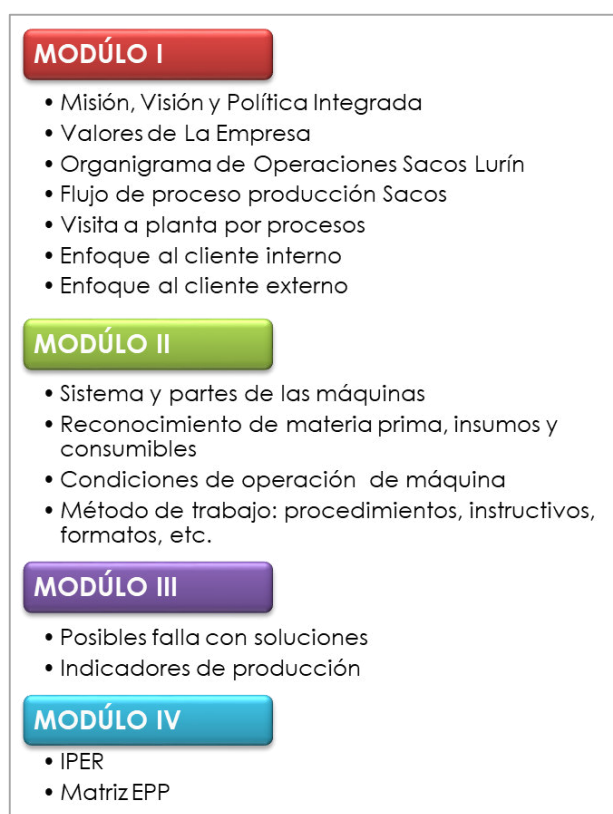 MODÚLO I
• Misión, Visión y Política Integrada
• Valores de La Empresa
• Organigrama de Operaciones Sacos Lurín
• Flujo de proceso producción Sacos
• Visita a planta por procesos
• Enfoque al cliente interno
• Enfoque al cliente externo
MODÚLO II
• Sistema y partes de las máquinas
• Reconocimiento de materia prima, insumos y
consumibles
• Condiciones de operación de máquina
• Método de trabajo: procedimientos, instructivos,
formatos, etc.
MODÚLO III
• Posibles falla con soluciones
• Indicadores de producción
MODÚLO IV
• IPER
• Matriz EPP